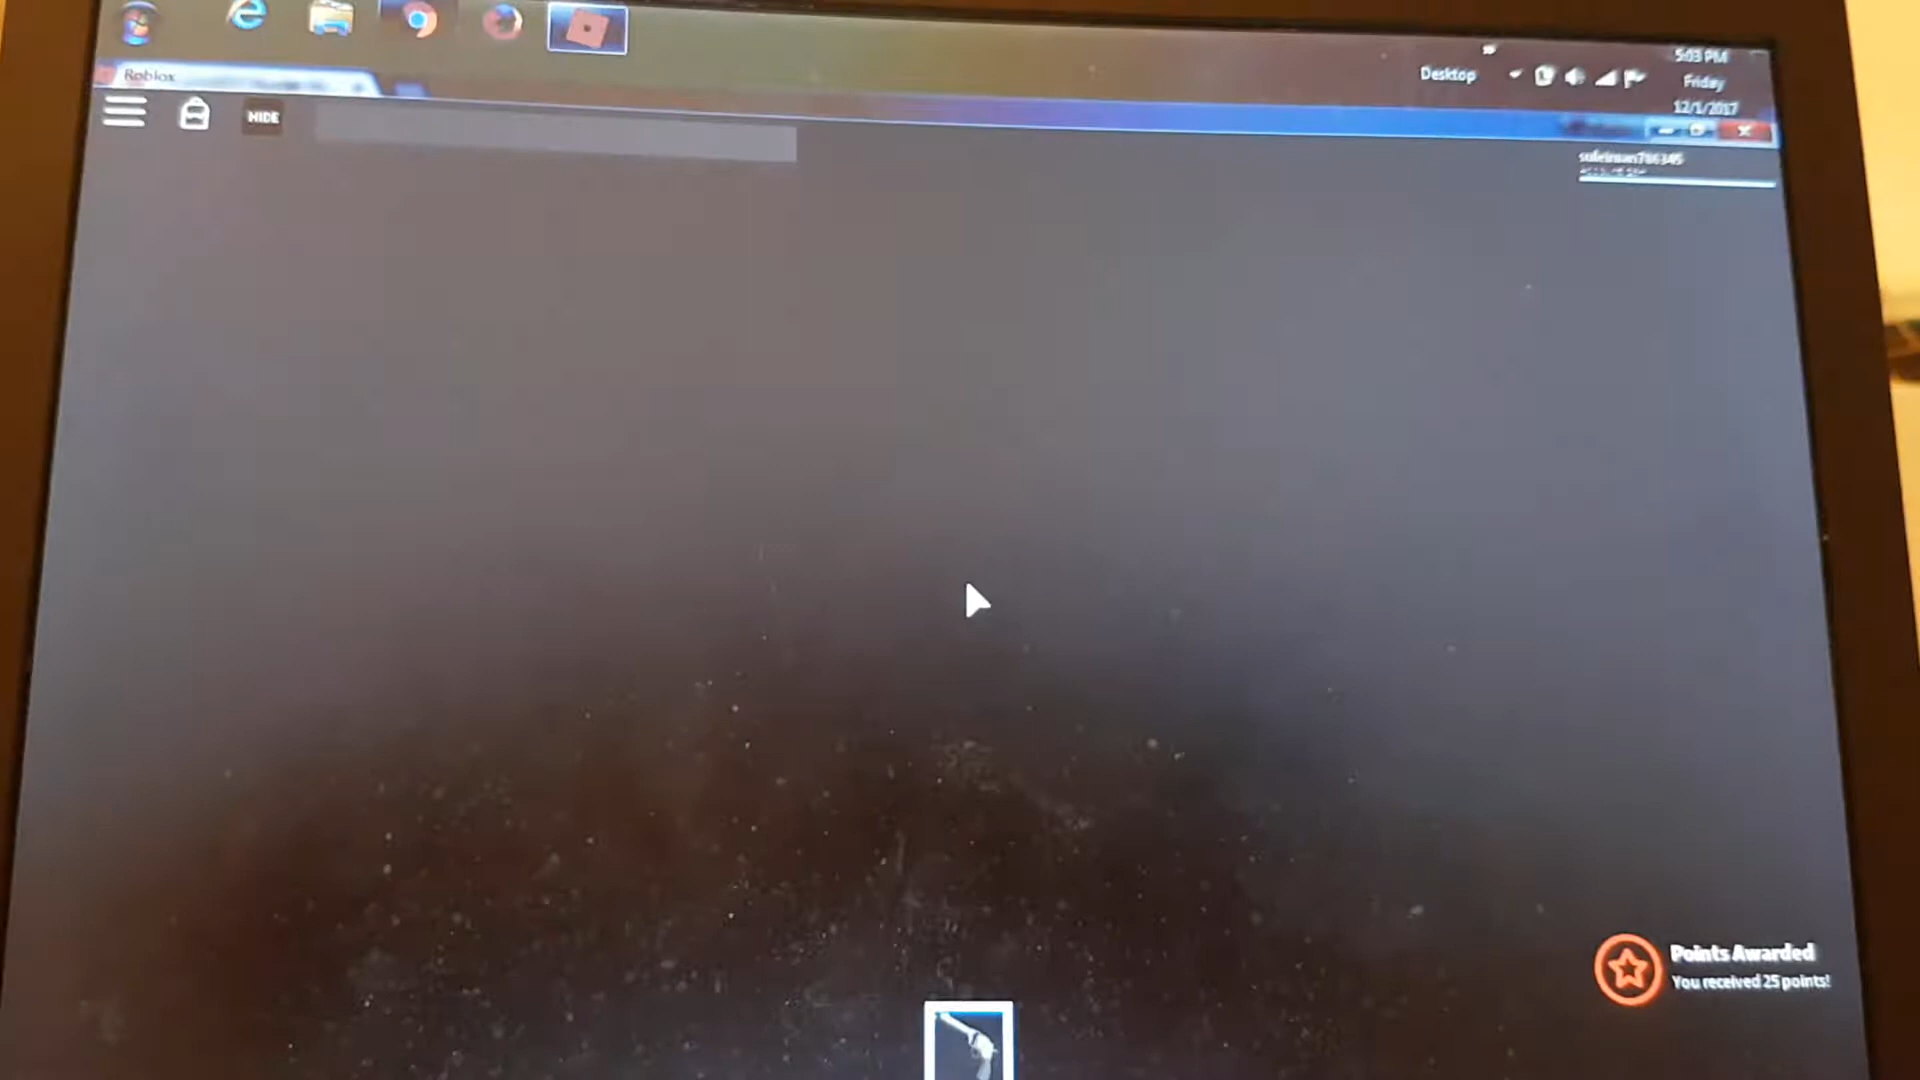 5:03 PM
Desktop
Friday
Roblox
12/1/2017
HIDE
Points Awarded
You received 25 points!